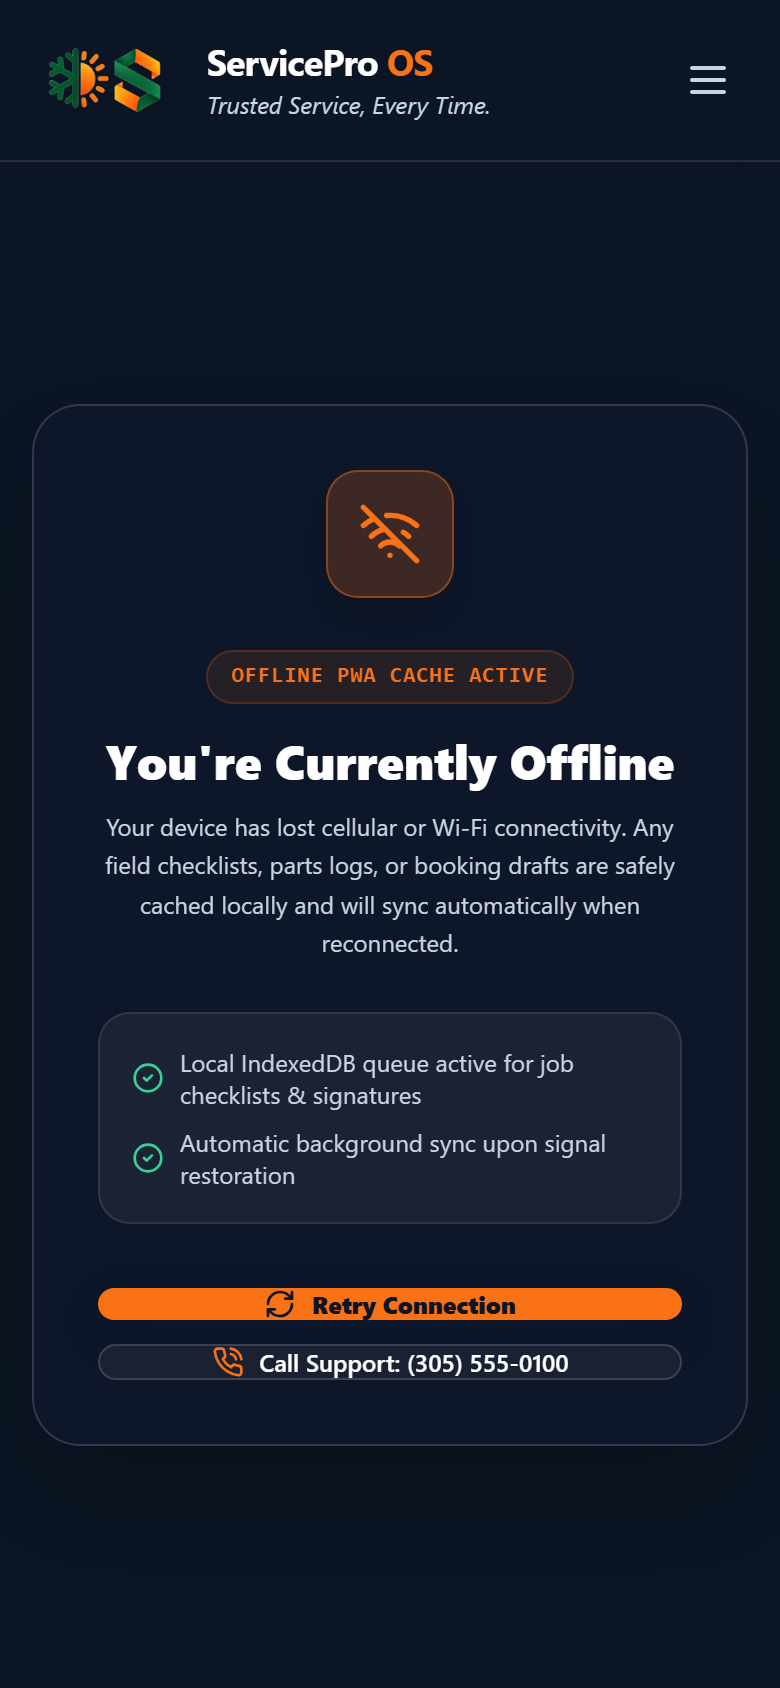 ServicePro OS
Trusted Service, Every Time.
OFFLINE PWA CACHE ACTIVE
You're Currently Offline
Your device has lost cellular or Wi-Fi connectivity. Any
field checklists, parts logs, or booking drafts are safely
cached locally and will sync automatically when
reconnected.
Local IndexedDB queue active for job
checklists & signatures
Automatic background sync upon signal
restoration
Retry Connection
Call Support: (305) 555-0100